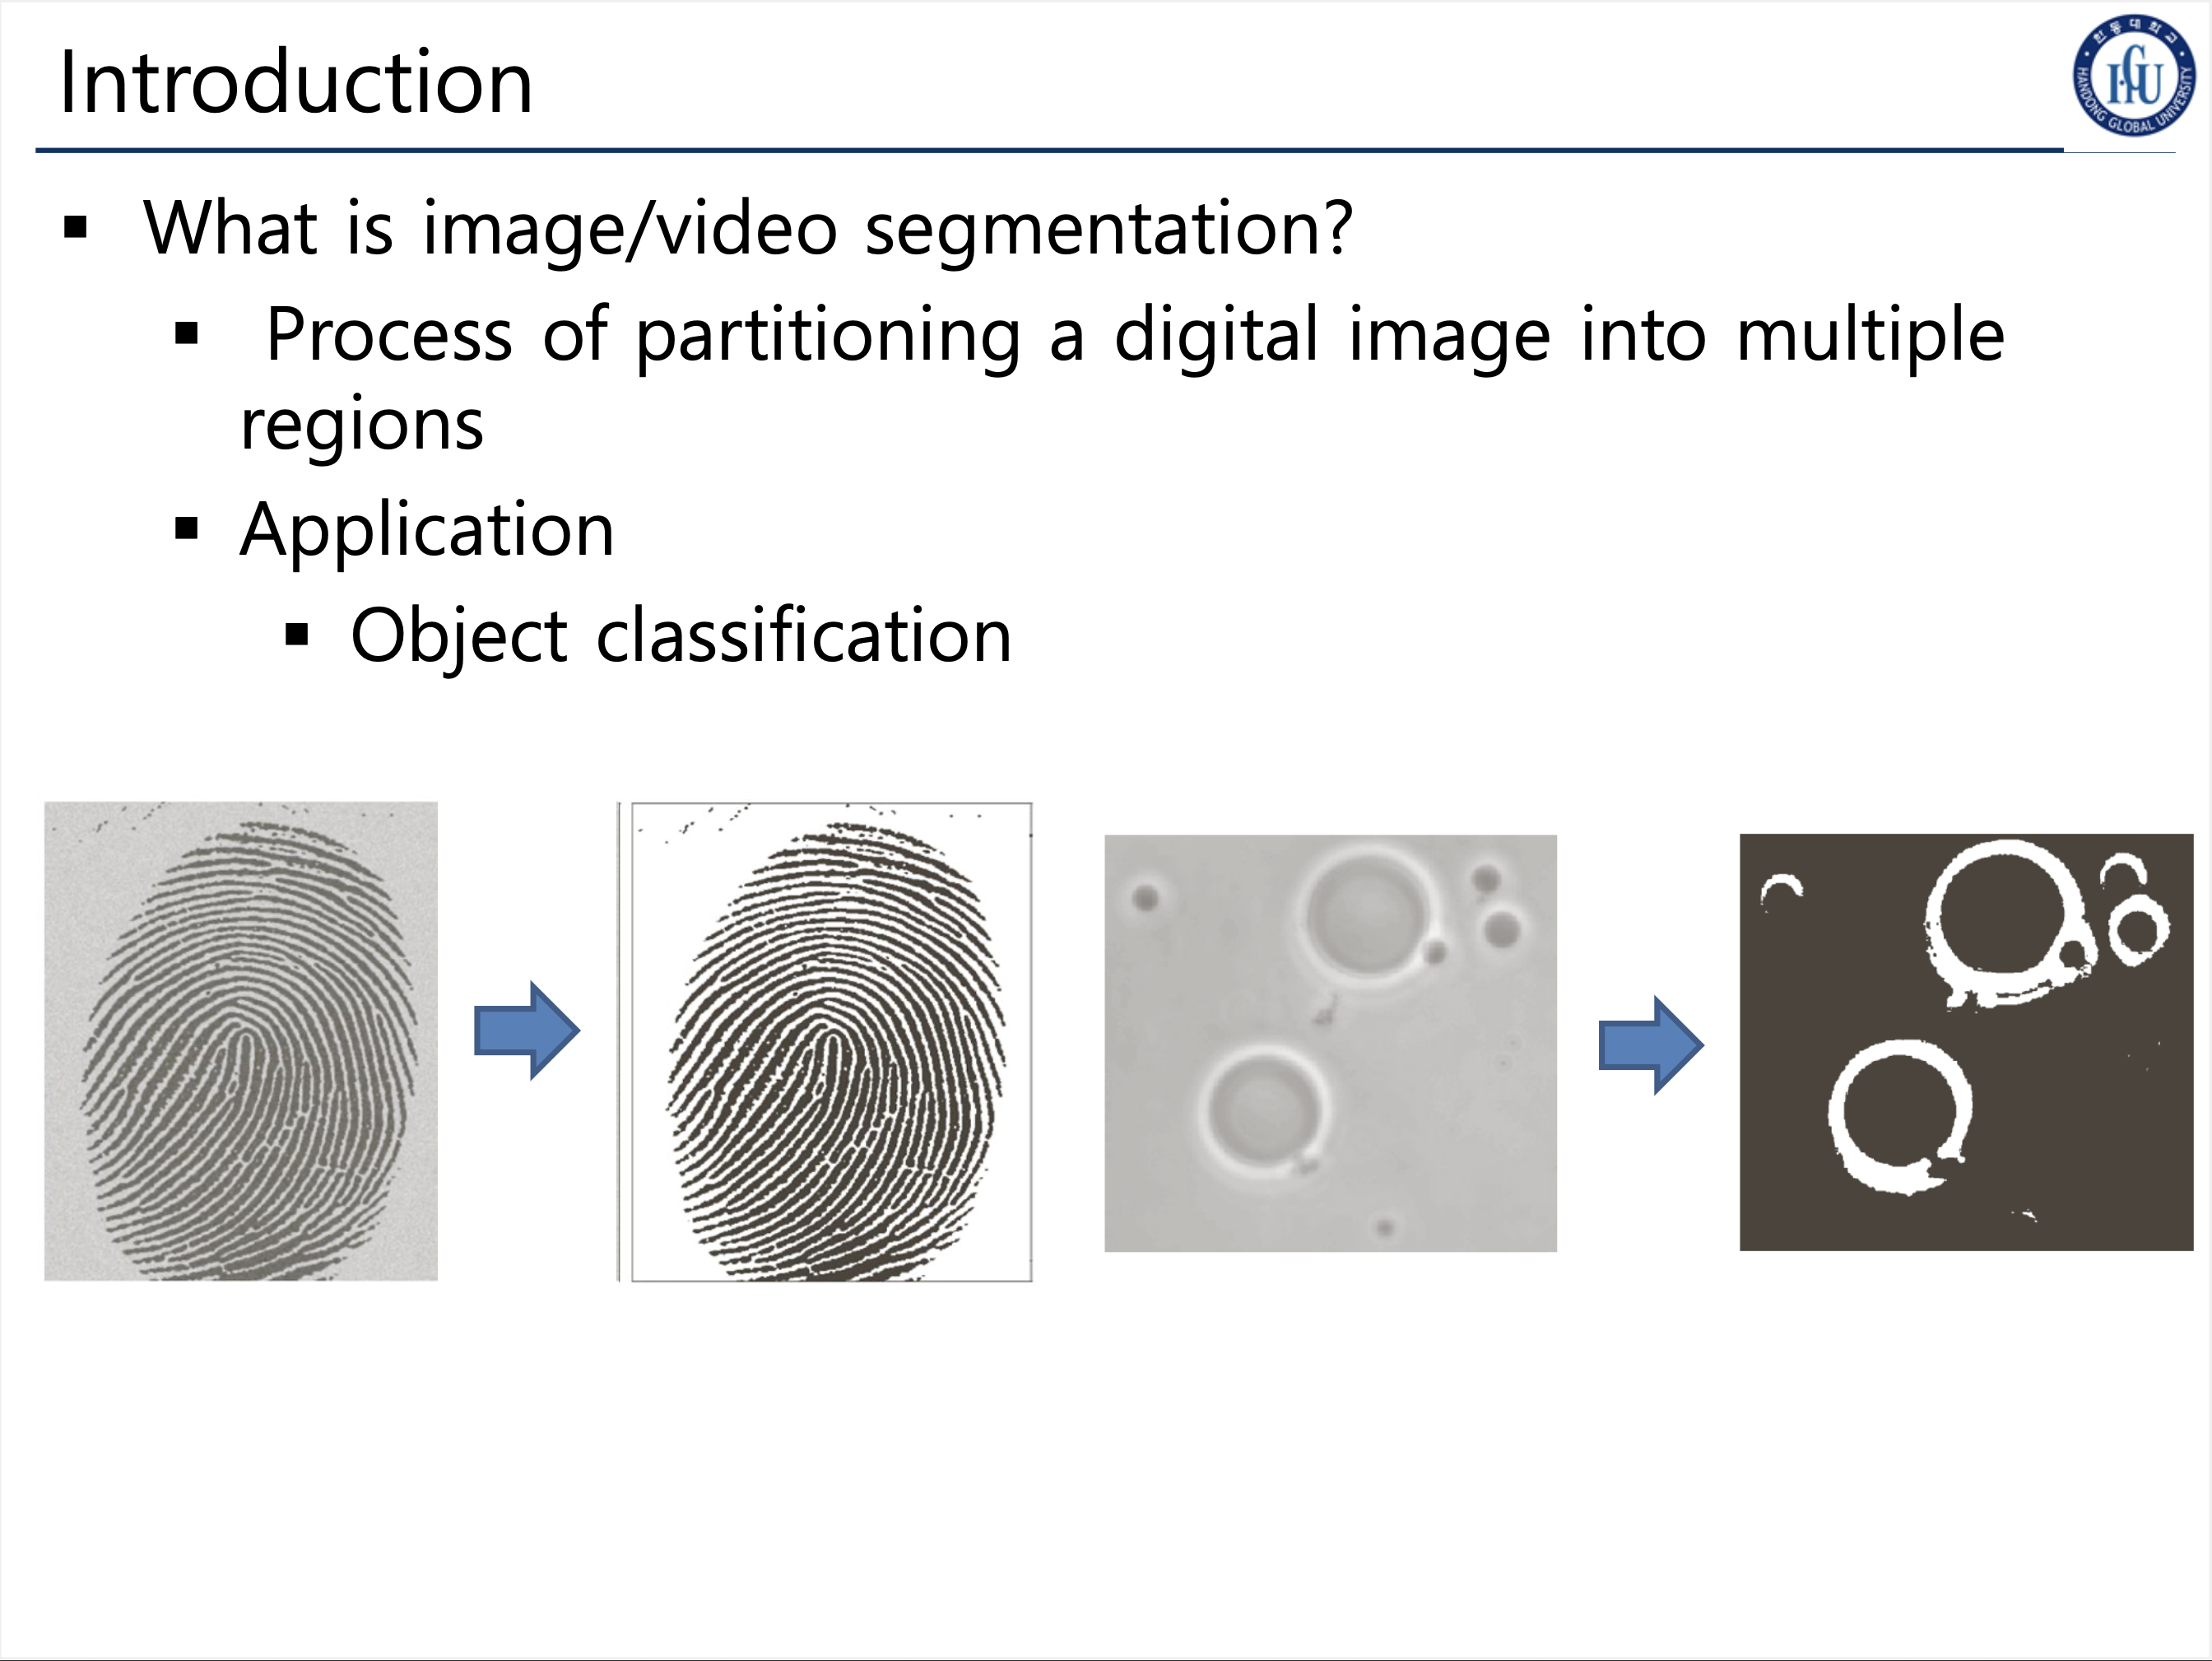 Introduction
한동대학교
HANDONG GLOBAL UNIVERSITY
HGU
■ What is image/video segmentation?
■ Process of partitioning a digital image into multiple
regions
■ Application
■ Object classification